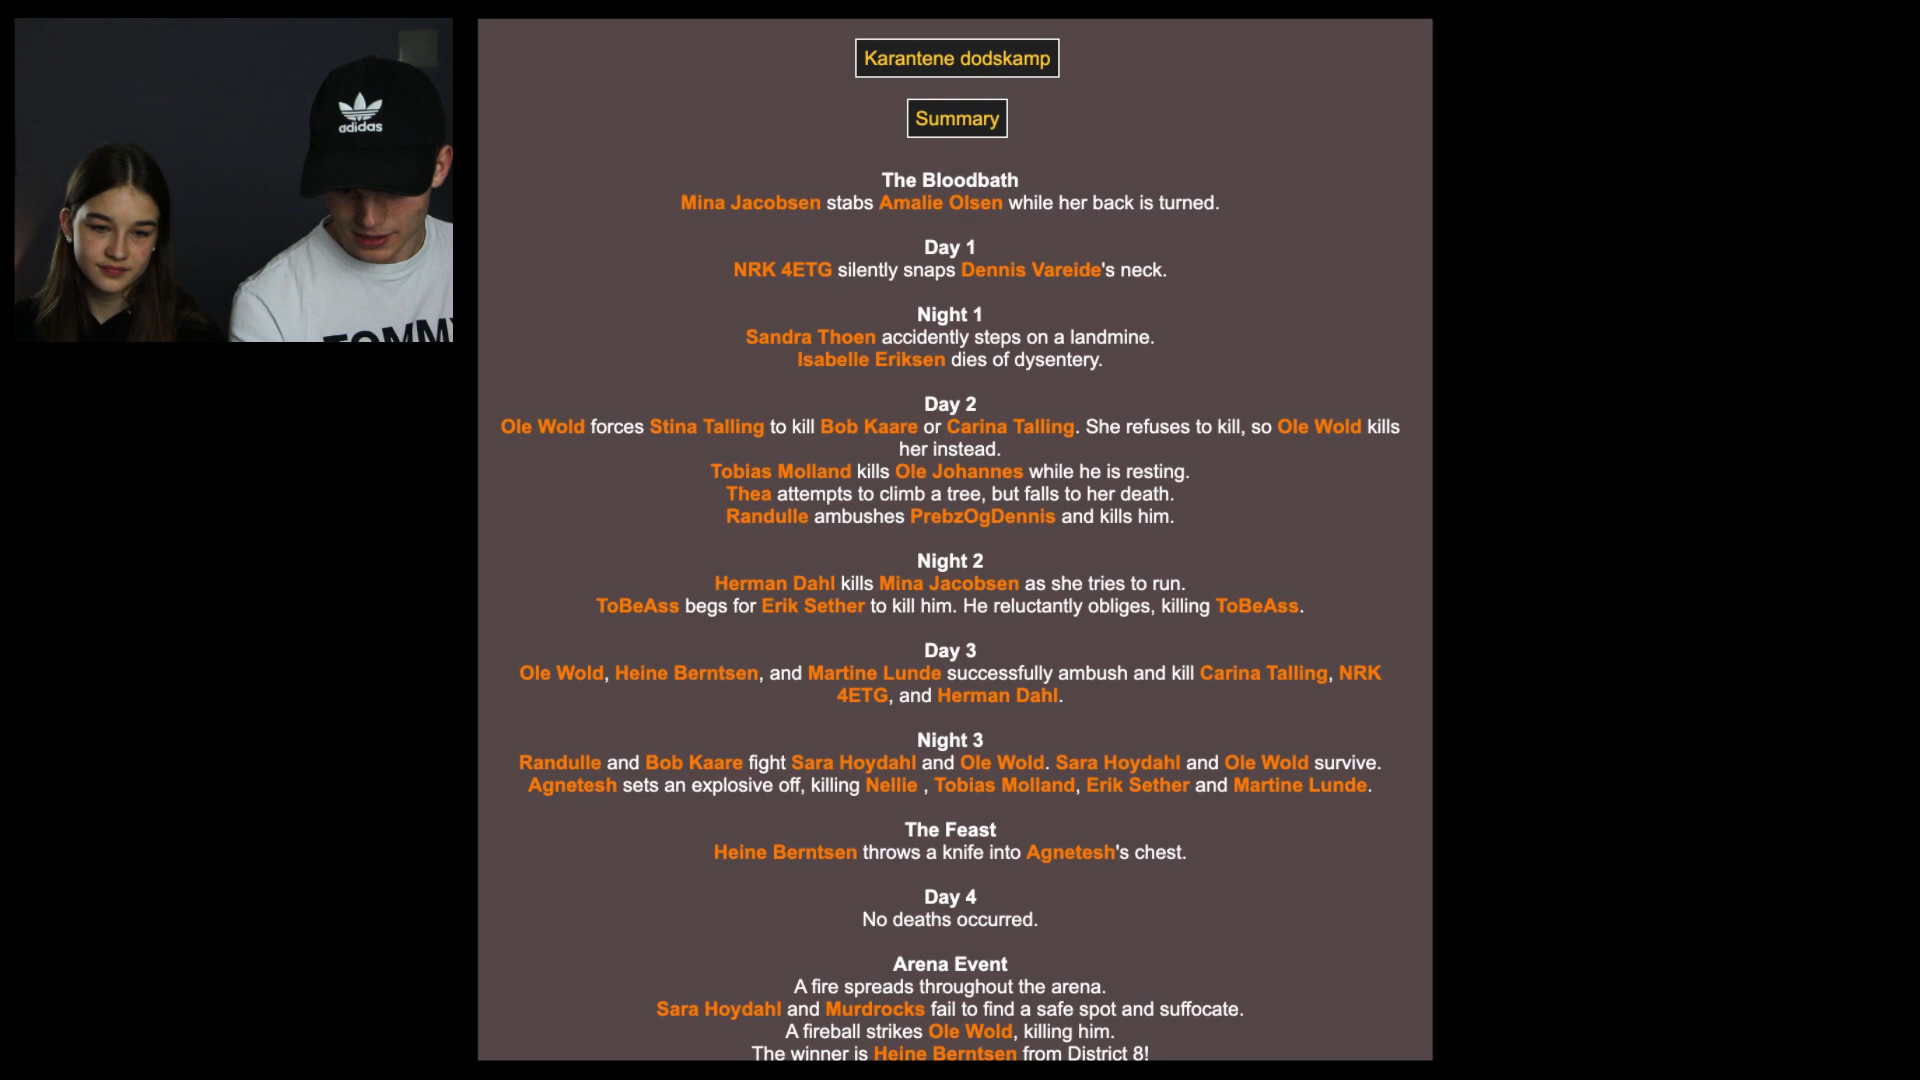 adidas
TOMMY
Karantene dodskamp
Summary
The Bloodbath
Mina Jacobsen stabs Amalie Olsen while her back is turned.
Day 1
NRK 4ETG silently snaps Dennis Vareide's neck.
Night 1
Sandra Thoen accidently steps on a landmine.
Isabelle Eriksen dies of dysentery.
Day 2
Ole Wold forces Stina Talling to kill Bob Kaare or Carina Talling. She refuses to kill, so Ole Wold kills
her instead.
Tobias Molland kills Ole Johannes while he is resting.
Thea attempts to climb a tree, but falls to her death.
Randulle ambushes PrebzOgDennis and kills him.
Night 2
Herman Dahl kills Mina Jacobsen as she tries to run.
ToBeAss begs for Erik Sether to kill him. He reluctantly obliges, killing ToBeAss.
Day 3
Ole Wold, Heine Berntsen, and Martine Lunde successfully ambush and kill Carina Talling, NRK
4ETG, and Herman Dahl.
Night 3
Randulle and Bob Kaare fight Sara Hoydahl and Ole Wold. Sara Hoydahl and Ole Wold survive.
Agnetesh sets an explosive off, killing Nellie , Tobias Molland, Erik Sether and Martine Lunde.
The Feast
Heine Berntsen throws a knife into Agnetesh's chest.
Day 4
No deaths occurred.
Arena Event
A fire spreads throughout the arena.
Sara Hoydahl and Murdrocks fail to find a safe spot and suffocate.
A fireball strikes Ole Wold, killing him.
The winner is Heine Berntsen from District 8!